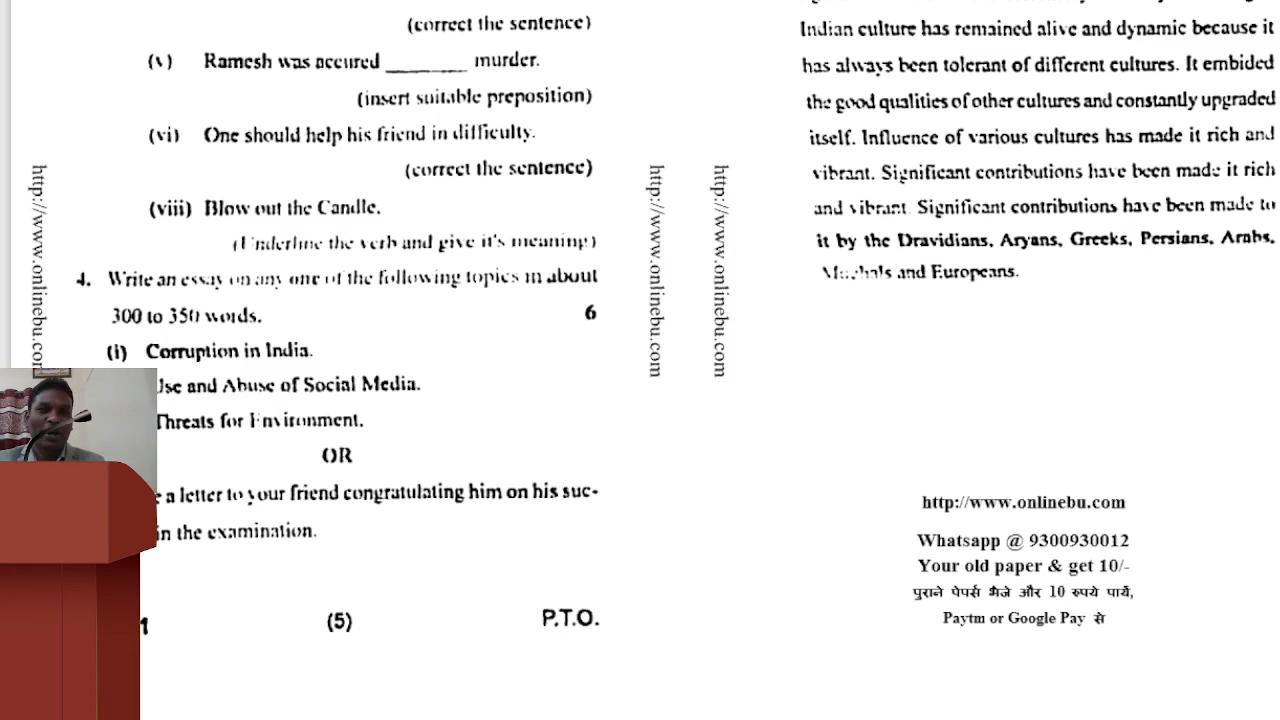 (correct the sentence)
(v) Ramesh was accured ________ murder.
(insert suitable preposition)
(vi) One should help his friend in difficulty.
(correct the sentence)
(viii) Blow out the Candle.
(Underline the verb and give it's meaning)
4. Write an essay on any one of the following topics in about
300 to 350 words. 6
(i) Corruption in India.
Use and Abuse of Social Media.
Threats for Environment.
OR
a letter to your friend congratulating him on his suc-
in the examination.
(5) P.T.O.
http://www.onlinebu.com
http://www.onlinebu.com
http://www.onlinebu.com
Indian culture has remained alive and dynamic because it
has always been tolerant of different cultures. It embided
the good qualities of other cultures and constantly upgraded
itself. Influence of various cultures has made it rich and
vibrant. Significant contributions have been made it rich
and vibrant. Significant contributions have been made to
it by the Dravidians, Aryans, Greeks, Persians, Arabs,
Mughals and Europeans.
http://www.onlinebu.com
Whatsapp @ 9300930012
Your old paper & get 10/-
पुराने पेपर्स भेजे और 10 रुपये पायें,
Paytm or Google Pay से